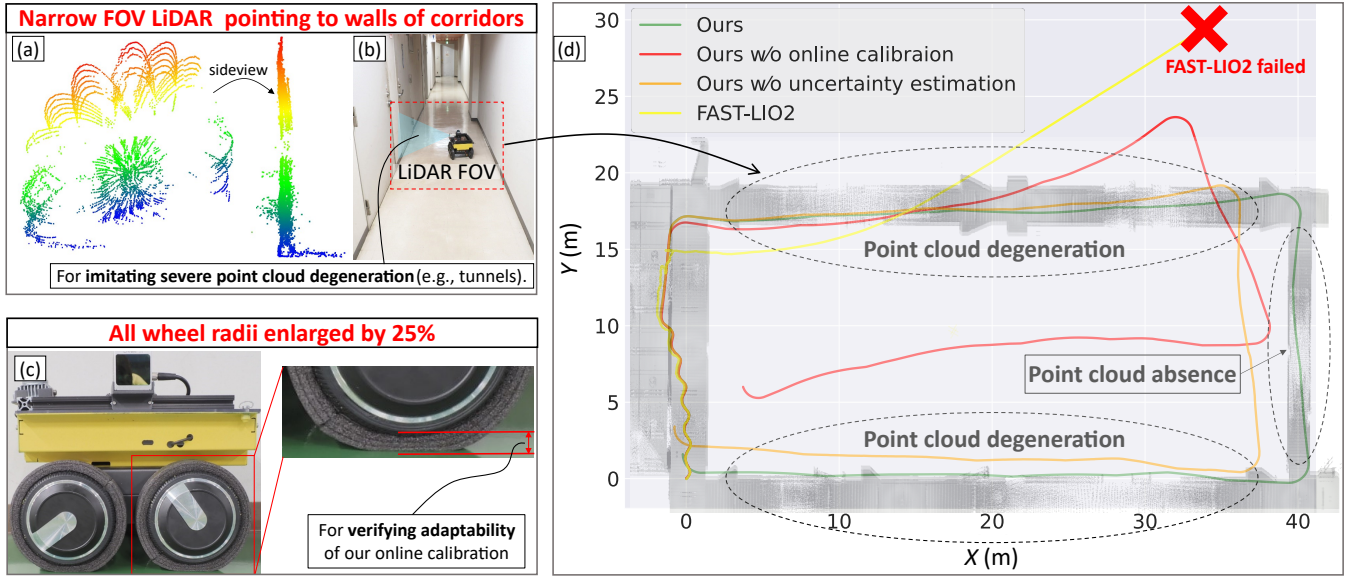 Narrow FOV LiDAR pointing to walls of corridors
(a)
sideview
(b)
LiDAR FOV
For imitating severe point cloud degeneration (e.g., tunnels).
All wheel radii enlarged by 25%
(c)
For verifying adaptability
of our online calibration
(d)
Ours
Ours w/o online calibraion
Ours w/o uncertainty estimation
FAST-LIO2
FAST-LIO2 failed
Point cloud degeneration
Point cloud absence
Point cloud degeneration
30
25
20
15
10
5
0
Y (m)
0
10
20
30
40
X (m)